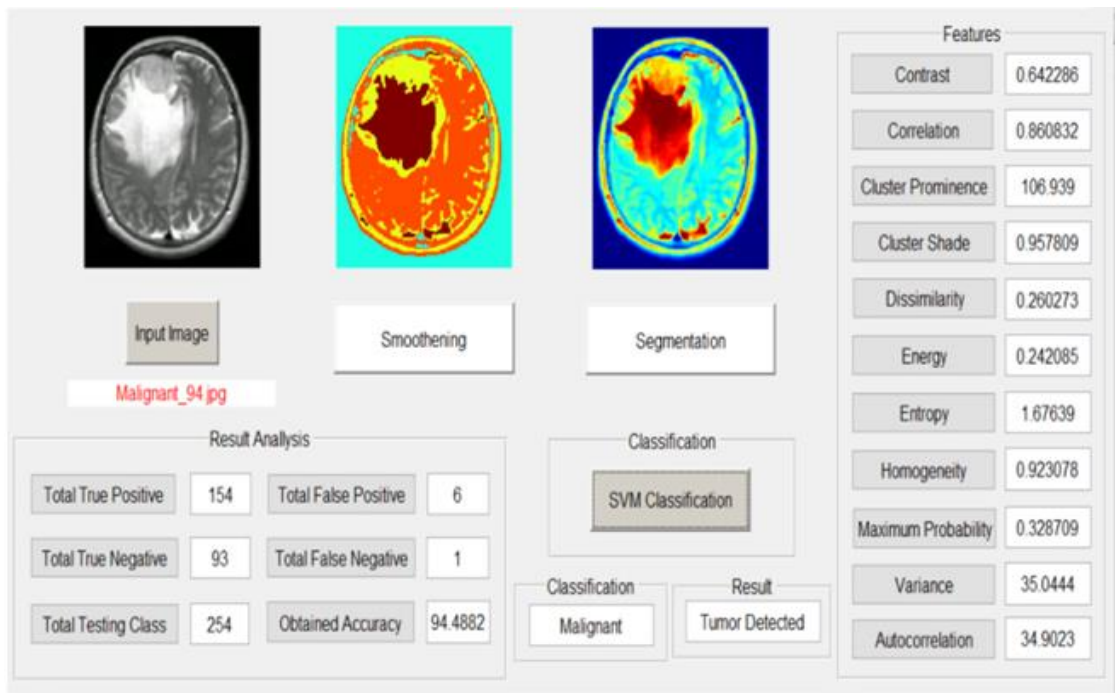 Input Image
Smoothening
Segmentation
Malignant_94 jpg
Result Analysis
Total True Positive 154 Total False Positive 6
Total True Negative 93 Total False Negative 1
Total Testing Class 254 Obtained Accuracy 94.4882
Classification
SVM Classification
Classification
Malignant
Result
Tumor Detected
Features
Contrast 0.642286
Correlation 0.860832
Cluster Prominence 106.939
Cluster Shade 0.957809
Dissimilarity 0.260273
Energy 0.242085
Entropy 1.67639
Homogeneity 0.923078
Maximum Probability 0.328709
Variance 35.0444
Autocorrelation 34.9023